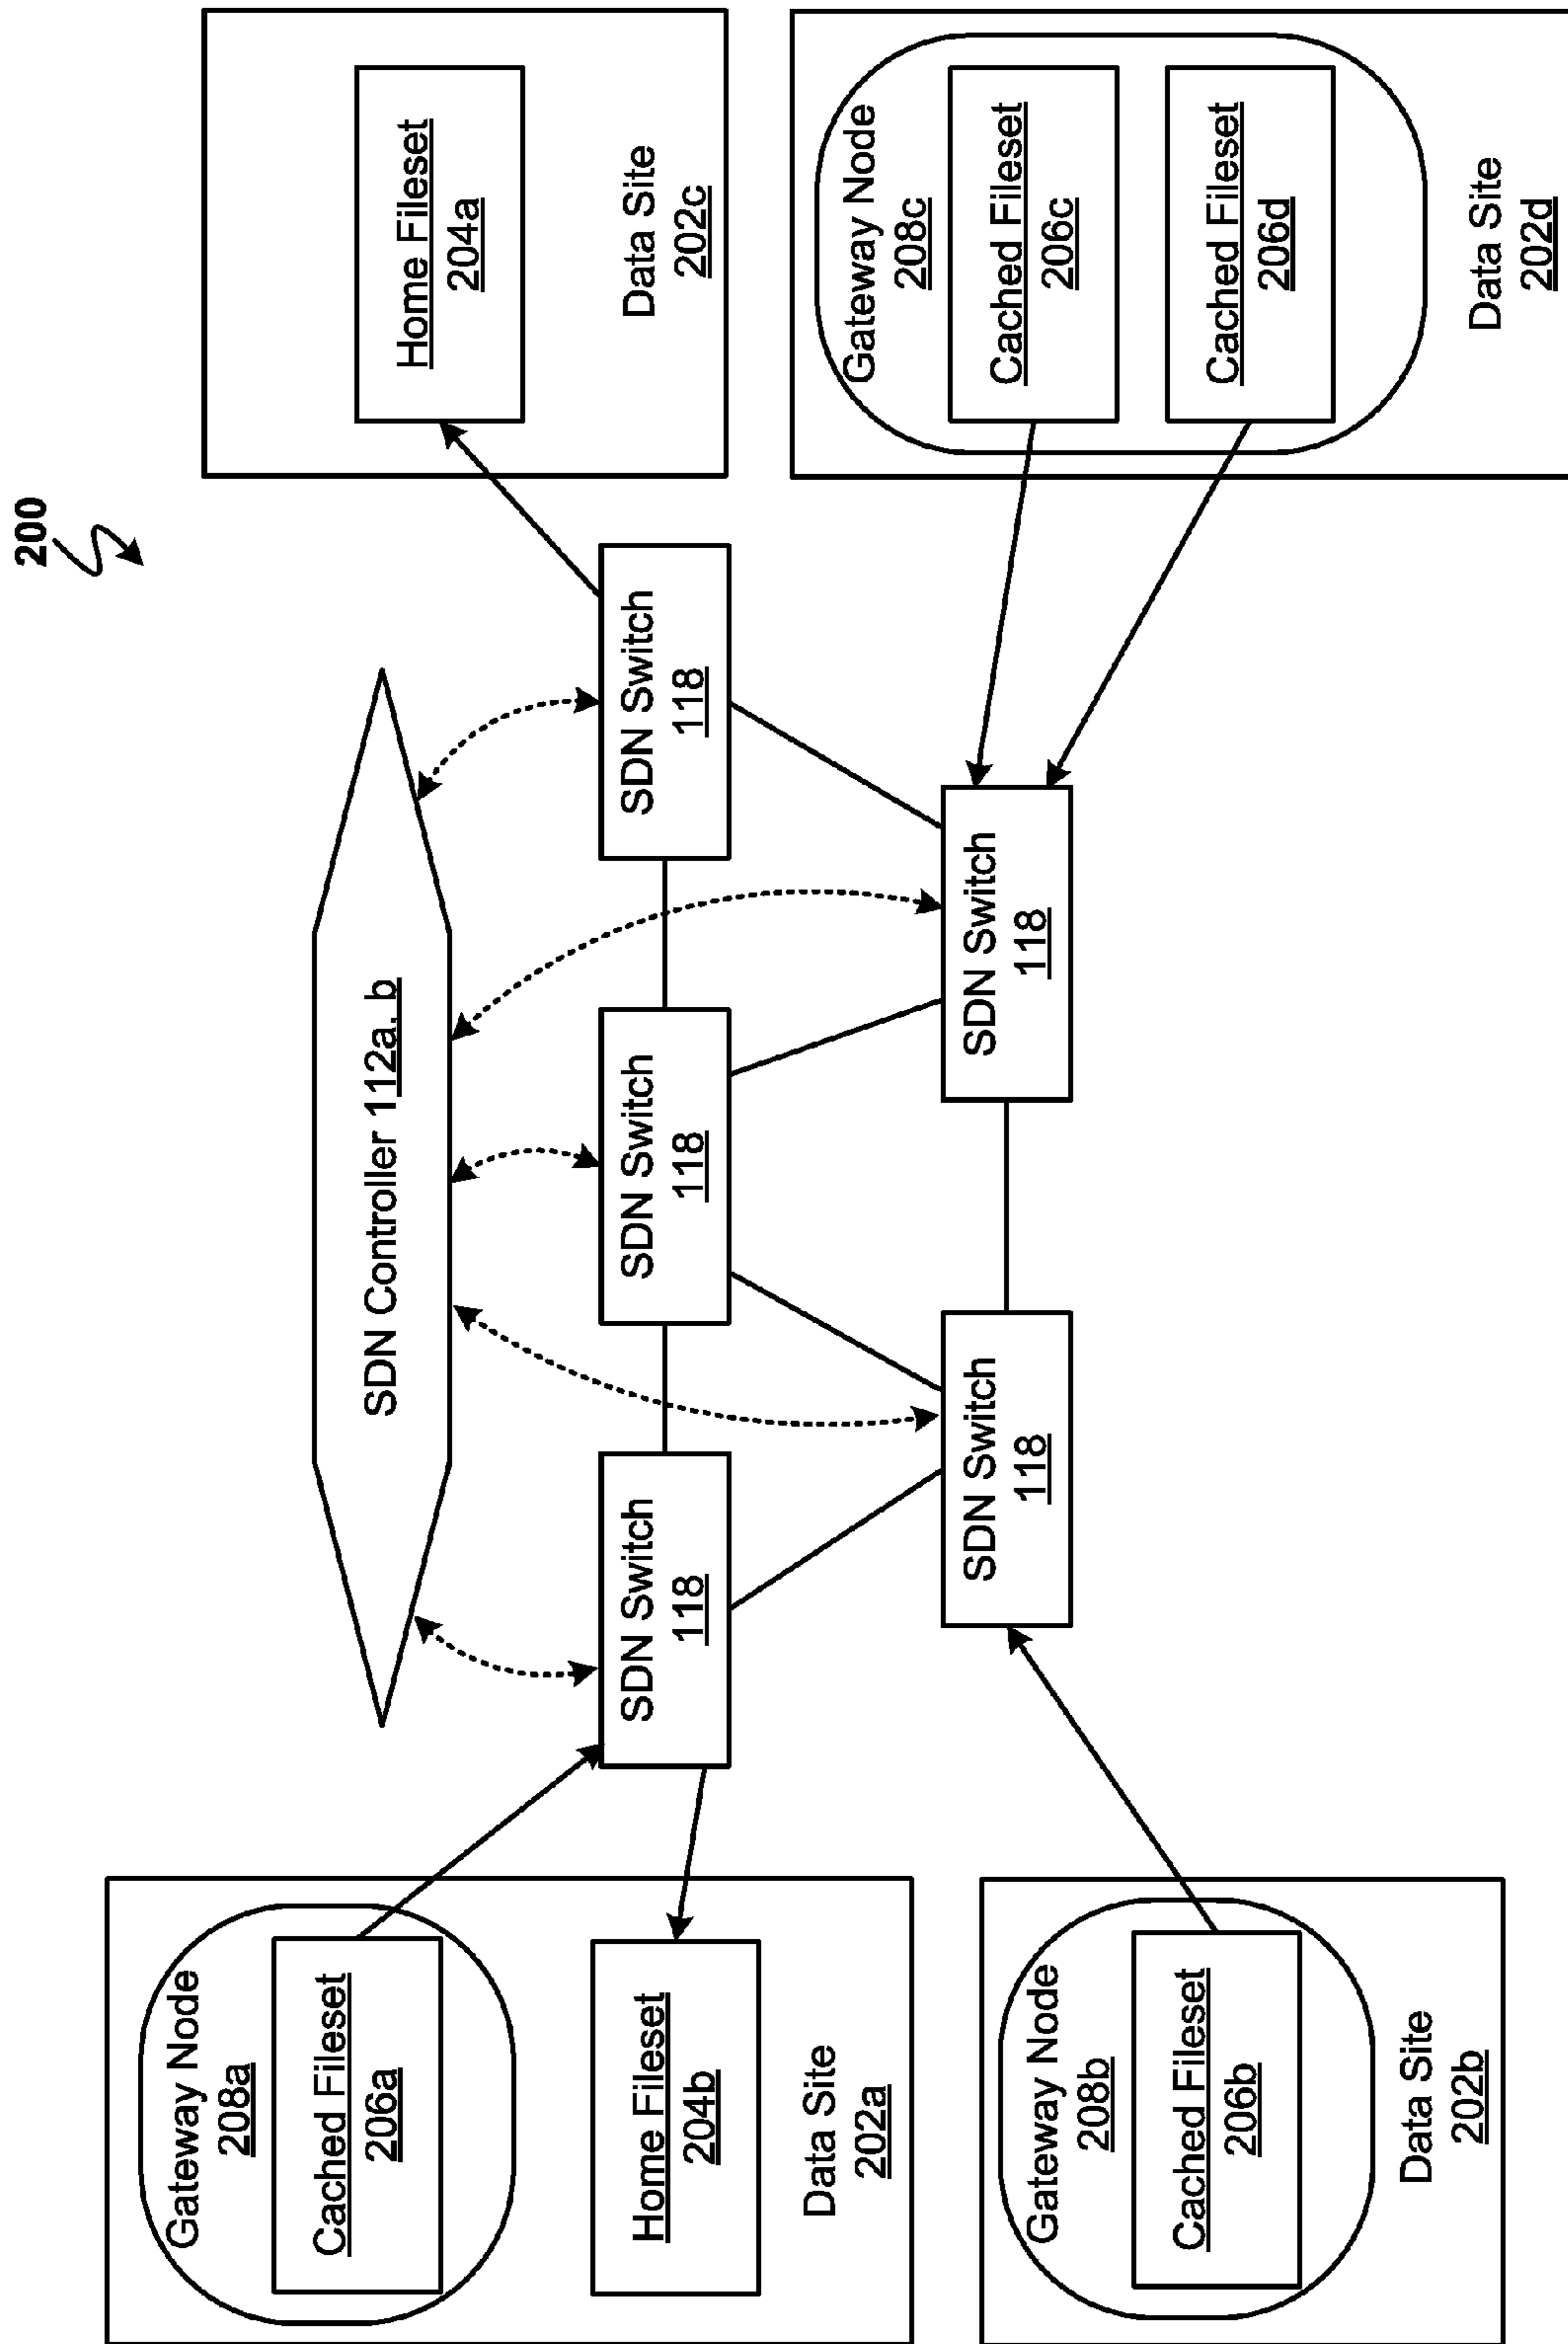 200
Gateway Node
208a
Cached Fileset
206a
Home Fileset
204b
Data Site
202a
Gateway Node
208b
Cached Fileset
206b
Data Site
202b
SDN Controller 112a, b
SDN Switch
118
SDN Switch
118
SDN Switch
118
SDN Switch
118
SDN Switch
118
Home Fileset
204a
Data Site
202c
Gateway Node
208c
Cached Fileset
206c
Cached Fileset
206d
Data Site
202d